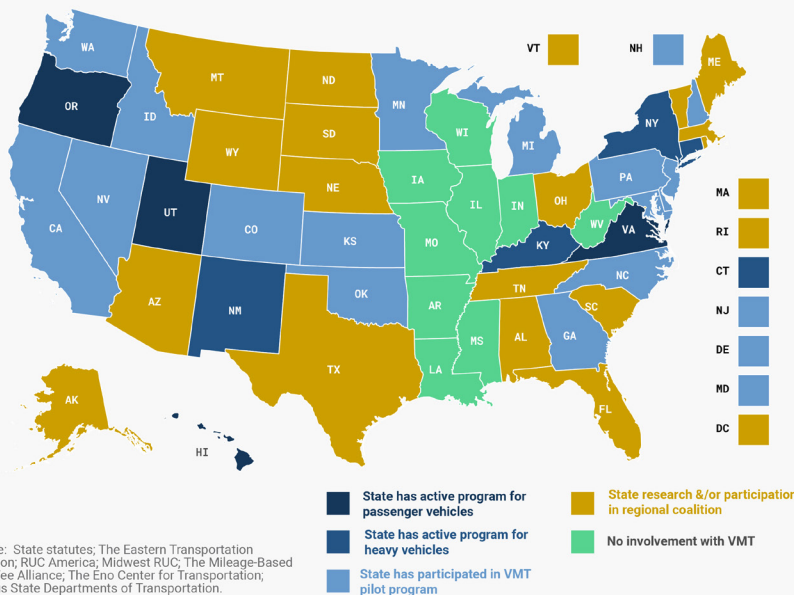 WA
MT
ND
MN
VT
NH
ME
OR
ID
SD
WI
MI
NY
WY
NE
IA
PA
NV
UT
CO
KS
MO
IL
IN
OH
WV
VA
CA
KY
NC
AZ
NM
OK
AR
TN
SC
TX
LA
MS
AL
GA
FL
AK
HI
MA
RI
CT
NJ
DE
MD
DC
State has active program for
passenger vehicles
State has active program for
heavy vehicles
State has participated in VMT
pilot program
State research &/or participation
in regional coalition
No involvement with VMT
e: State statutes; The Eastern Transportation
on; RUC America; Midwest RUC; The Mileage-Based
ee Alliance; The Eno Center for Transportation;
s State Departments of Transportation.